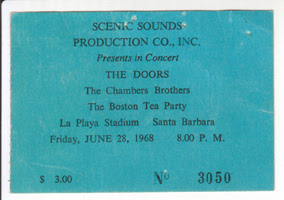 SCENIC SOUNDS
PRODUCTION CO., INC.
Presents in Concert
THE DOORS
The Chambers Brothers
The Boston Tea Party
La Playa Stadium Santa Barbara
Friday, JUNE 28, 1968 8.00 P. M.
$ 3.00 No 3050